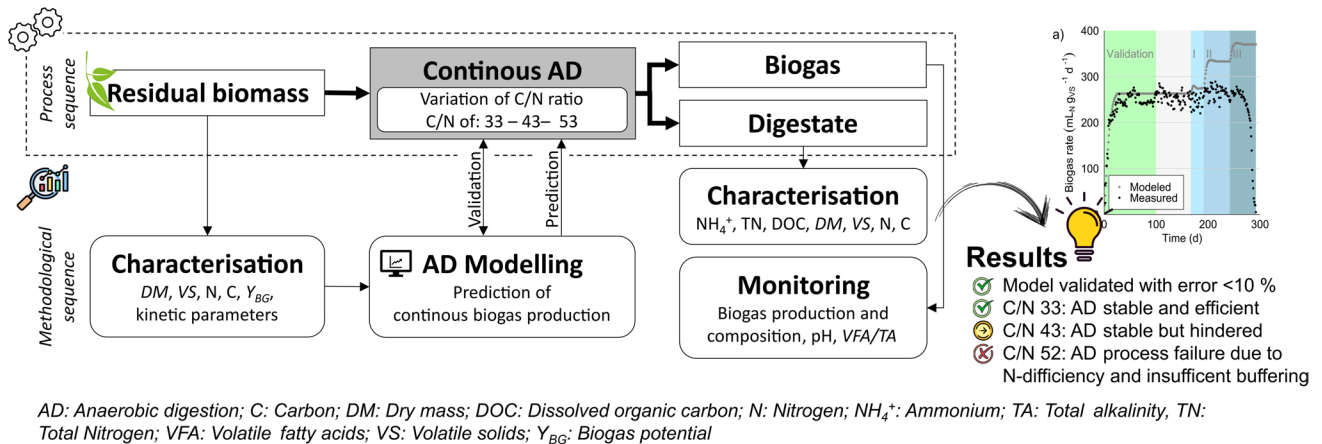 Process
sequence
Residual biomass
Continous AD
Variation of C/N ratio
C/N of: 33 – 43– 53
Biogas
Digestate
Validation
Prediction
Methodological
sequence
Characterisation
DM, VS, N, C, Y_BG,
kinetic parameters
AD Modelling
Prediction of
continous biogas production
Characterisation
NH₄⁺, TN, DOC, DM, VS, N, C
Monitoring
Biogas production and
composition, pH, VFA/TA
a)
Biogas rate (mL_N g_VS⁻¹ d⁻¹)
400
300
200
100
0
Validation
I
II
III
Modeled
Measured
0
100
200
300
Time (d)
Results
Model validated with error <10 %
C/N 33: AD stable and efficient
C/N 43: AD stable but hindered
C/N 52: AD process failure due to
N-difficiency and insufficent buffering
AD: Anaerobic digestion; C: Carbon; DM: Dry mass; DOC: Dissolved organic carbon; N: Nitrogen; NH₄⁺: Ammonium; TA: Total alkalinity, TN:
Total Nitrogen; VFA: Volatile fatty acids; VS: Volatile solids; Y_BG: Biogas potential